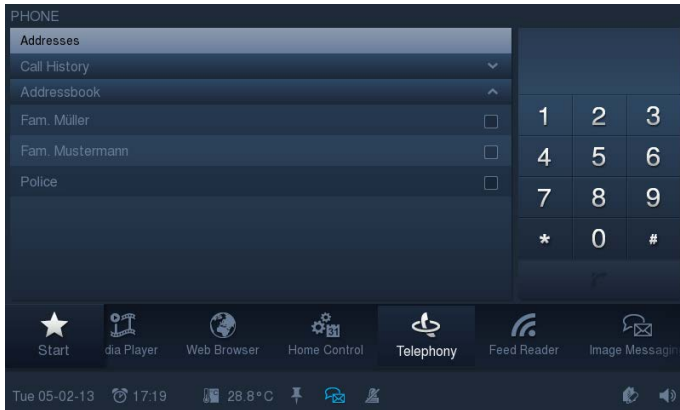 PHONE
Addresses
Call History
Addressbook
Fam. Müller
Fam. Mustermann
Police
1 2 3
4 5 6
7 8 9
* 0 #
Start dia Player Web Browser Home Control Telephony Feed Reader Image Messagin
31
Tue 05-02-13 17:19 28.8°C